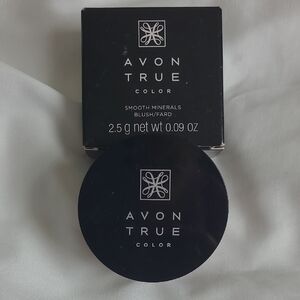 AVON
TRUE
COLOR
SMOOTH MINERALS
BLUSH/FARD
2.5 g net wt 0.09 oz
AVON
TRUE
COLOR